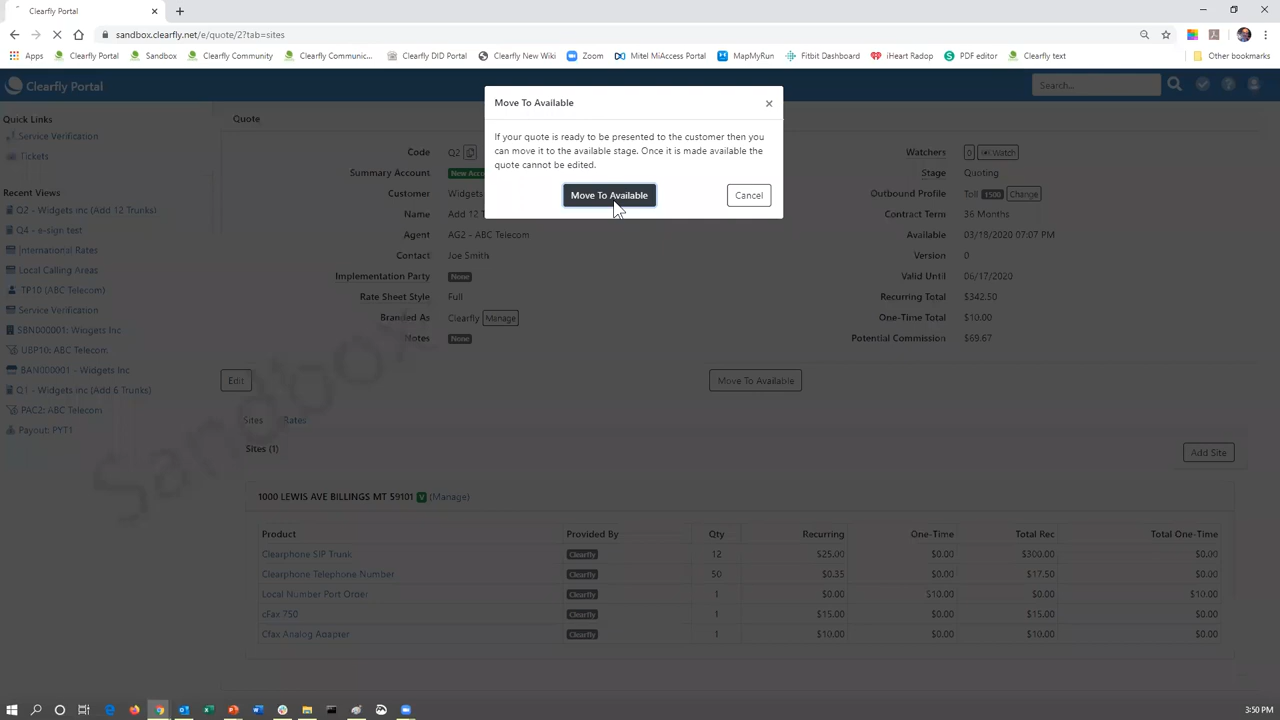 Clearfly Portal
sandbox.clearfly.net/e/quote/2?tab=sites
Apps
Clearfly Portal
Sandbox
Clearfly Communic...
Clearfly Communic...
Clearfly DID Portal
Clearfly New Wiki
Zoom
Mitel MiAccess Portal
MapMyRun
Fitbit Dashboard
iHeart Radop
PDF editor
Clearfly text
Other bookmarks
Clearfly Portal
Search...
Move To Available
If your quote is ready to be presented to the customer then you
can move it to the available stage. Once it is made available the
quote cannot be edited.
Move To Available
Cancel
Quick Links
Service Verification
Tickets
Recent Views
Q2 - Widgets inc (Add 12 Trunks)
Q4 - e-sign test
International Rates
Local Calling Areas
TP10 (ABC Telecom)
Service Verification
SBN000001: Widgets Inc
UBP10: ABC Telecom
BAN000001 - Widgets Inc
Q1 - Widgets inc (Add 6 Trunks)
PAC2: ABC Telecom
Payout: PYT1
Quote
Code Q2
Summary Account New Acco
Customer Widgets
Name Add 12 T
Agent AG2 - ABC Telecom
Contact Joe Smith
Implementation Party None
Rate Sheet Style Full
Branded As Clearfly Manage
Notes None
Watchers 0 Watch
Stage Quoting
Outbound Profile Toll 1500 Change
Contract Term 36 Months
Available 03/18/2020 07:07 PM
Version 0
Valid Until 06/17/2020
Recurring Total $342.50
One-Time Total $10.00
Potential Commission $69.67
Edit
Move To Available
Sites Rates
Sites (1)
Add Site
1000 LEWIS AVE BILLINGS MT 59101 V (Manage)
Product Provided By Qty Recurring One-Time Total Rec Total One-Time
Clearphone SIP Trunk Clearfly 12 $25.00 $0.00 $300.00 $0.00
Clearphone Telephone Number Clearfly 50 $0.35 $0.00 $17.50 $0.00
Local Number Port Order Clearfly 1 $0.00 $10.00 $0.00 $10.00
cFax 750 Clearfly 1 $15.00 $0.00 $15.00 $0.00
Cfax Analog Adapter Clearfly 1 $10.00 $0.00 $10.00 $0.00
Sandbox
3:50 PM